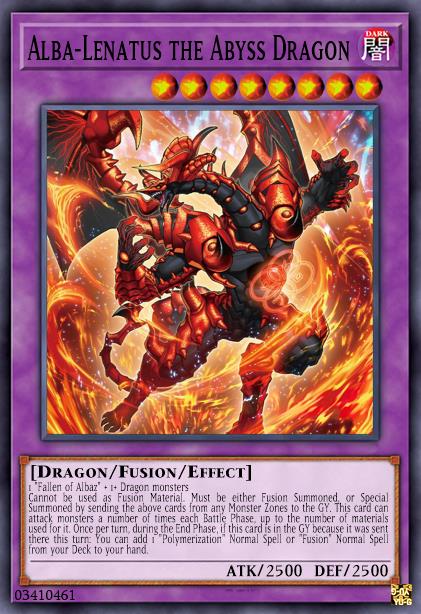 ALBA-LENATUS THE ABYSS DRAGON
DARK
闇
[DRAGON/FUSION/EFFECT]
1 "Fallen of Albaz" + 1+ Dragon monsters
Cannot be used as Fusion Material. Must be either Fusion Summoned, or Special
Summoned by sending the above cards from any Monster Zones to the GY. This card can
attack monsters a number of times each Battle Phase, up to the number of materials
used for it. Once per turn, during the End Phase, if this card is in the GY because it was sent
there this turn: You can add 1 "Polymerization" Normal Spell or "Fusion" Normal Spell
from your Deck to your hand.
ATK/2500 DEF/2500
03410461